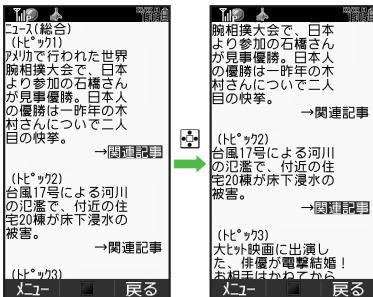 ニュース(総合)
(トピック1)
アメリカで行われた世界
腕相撲大会で、日本
より参加の石橋さん
が見事優勝。日本人
の優勝は一昨年の木
村さんについで二人
目の快挙。
→関連記事
(トピック2)
台風17号による河川
の氾濫で、付近の住
宅20棟が床下浸水の
被害。
→関連記事
(トピック3)
メニュー
戻る
腕相撲大会で、日本
より参加の石橋さん
が見事優勝。日本人
の優勝は一昨年の木
村さんについで二人
目の快挙。
→関連記事
(トピック2)
台風17号による河川
の氾濫で、付近の住
宅20棟が床下浸水の
被害。
→関連記事
(トピック3)
大ヒット映画に出演し
た、俳優が電撃結婚！
お相手はかねてから
メニュー
戻る